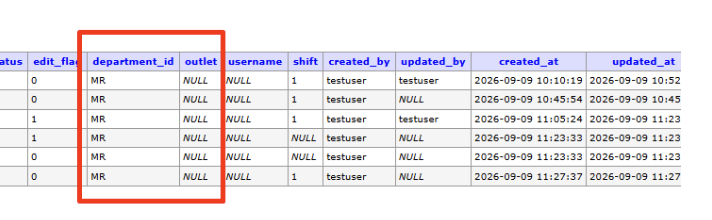 atus edit_flag department_id outlet username shift created_by updated_by created_at updated_at
0 MR NULL NULL 1 testuser testuser 2026-09-09 10:10:19 2026-09-09 10:52
0 MR NULL NULL 1 testuser NULL 2026-09-09 10:45:54 2026-09-09 10:45
1 MR NULL NULL 1 testuser testuser 2026-09-09 11:05:24 2026-09-09 11:23
1 MR NULL NULL NULL testuser NULL 2026-09-09 11:23:33 2026-09-09 11:23
0 MR NULL NULL NULL testuser NULL 2026-09-09 11:23:33 2026-09-09 11:23
0 MR NULL NULL 1 testuser NULL 2026-09-09 11:27:37 2026-09-09 11:27